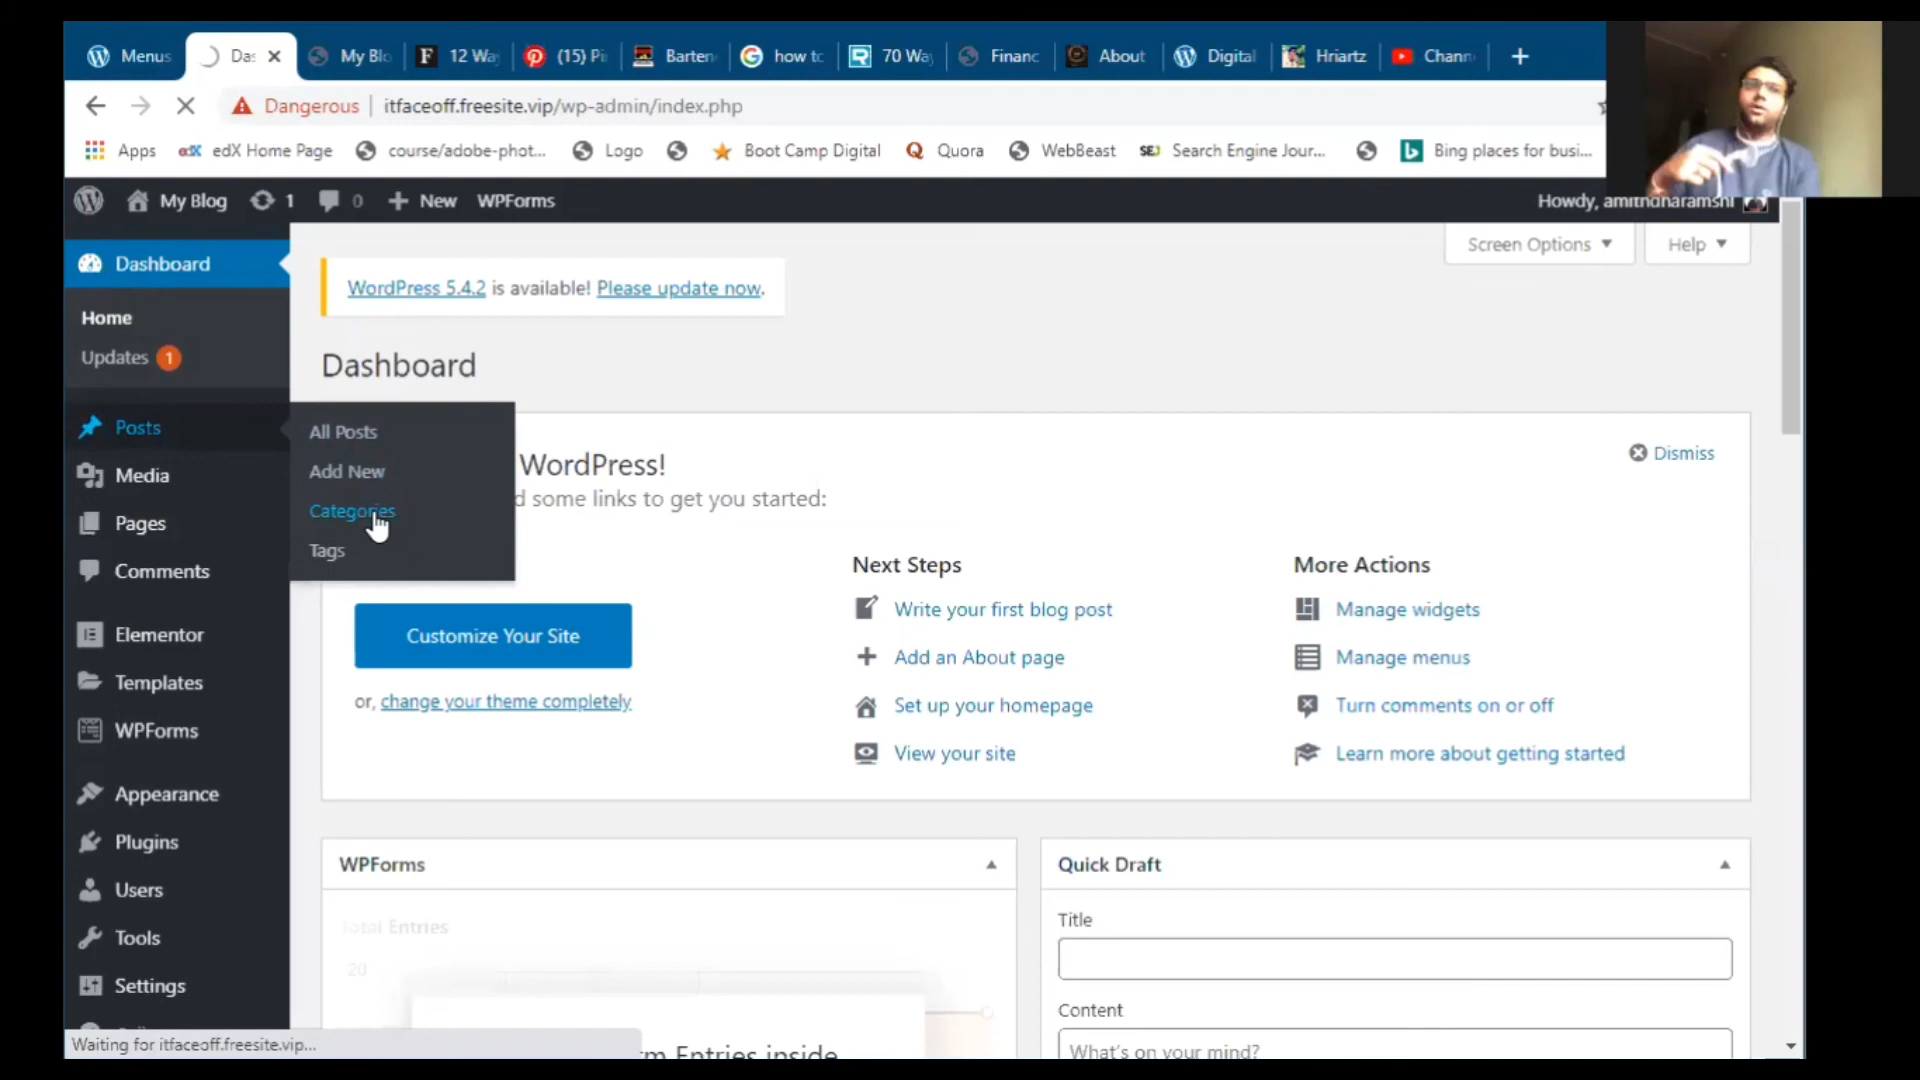 Menus Das My Blo 12 Wa (15) Pi Barten how tc 70 Wa Financ About Digital Hriartz Chann
Dangerous itfaceoff.freesite.vip/wp-admin/index.php
Apps edX Home Page course/adobe-phot... Logo Boot Camp Digital Quora WebBeast SEJ Search Engine Jour... Bing places for busi...
My Blog 1 0 New WPForms Howdy, amitndharamshi
Screen Options Help
Dashboard
WordPress 5.4.2 is available! Please update now.
Home
Updates 1
Dashboard
Posts
All Posts
Add New
Categories
Tags
Media
Pages
Comments
Elementor
Templates
WPForms
Appearance
Plugins
Users
Tools
Settings
WordPress!
d some links to get you started:
Dismiss
Customize Your Site
or, change your theme completely
Next Steps
Write your first blog post
Add an About page
Set up your homepage
View your site
More Actions
Manage widgets
Manage menus
Turn comments on or off
Learn more about getting started
WPForms
Total Entries
20
Entries inside
Quick Draft
Title
Content
What's on your mind?
Waiting for itfaceoff.freesite.vip...